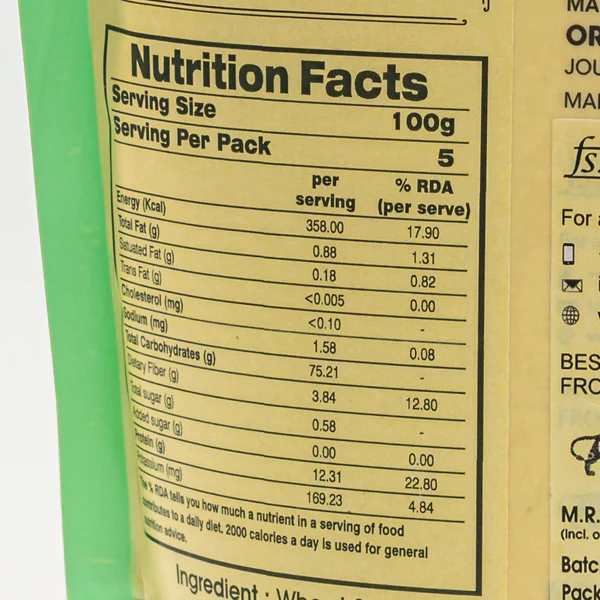 Nutrition Facts
Serving Size 100g
Serving Per Pack 5
per serving % RDA (per serve)
Energy (Kcal) 358.00 17.90
Total Fat (g) 0.88 1.31
Satuated Fat (g) 0.18 0.82
Trans Fat (g) <0.005 0.00
Cholesterol (mg) <0.10 -
Sodium (mg) 1.58 0.08
Total Carbohydrates (g) 75.21 -
Dietary Fiber (g) 3.84 12.80
Total sugar (g) 0.58 -
Added sugar (g) 0.00 0.00
Protein (g) 12.31 22.80
Potassium (mg) 169.23 4.84
The % RDA tells you how much a nutrient in a serving of food
contributes to a daily diet. 2000 calories a day is used for general
nutrition advice.
Ingredient :
OR
JOU
MAI
fs
For a
BES
FRO
M.R.
(Incl. o
Batc
Pack